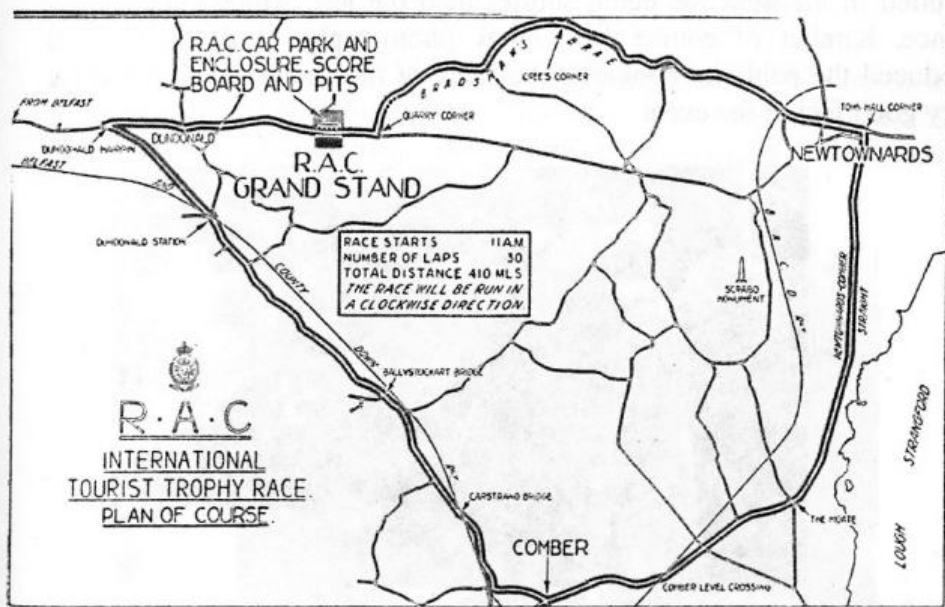 R.A.C. CAR PARK AND
ENCLOSURE. SCORE
BOARD AND PITS
BRADSHAW'S BRAE
CREE'S CORNER
QUARRY CORNER
TOWN HALL CORNER
NEWTOWNARDS
FROM BELFAST
DUNDONALD HAIRPIN
DUNDONALD
R.A.C.
GRAND STAND
BELFAST
AND
DUNDONALD STATION
COUNTY
DOWN
RACE STARTS 11 A.M.
NUMBER OF LAPS 30
TOTAL DISTANCE 410 MLS
THE RACE WILL BE RUN IN
A CLOCKWISE DIRECTION
SCRABO
MONUMENT
NEWTOWNARDS-COMBER
STRAIGHT
BALLYSTOCKART BRIDGE
R·A·C
INTERNATIONAL
TOURIST TROPHY RACE
PLAN OF COURSE.
CARSTRAND BRIDGE
COMBER
THE MOATE
COMBER LEVEL CROSSING
STRANGFORD
LOUGH